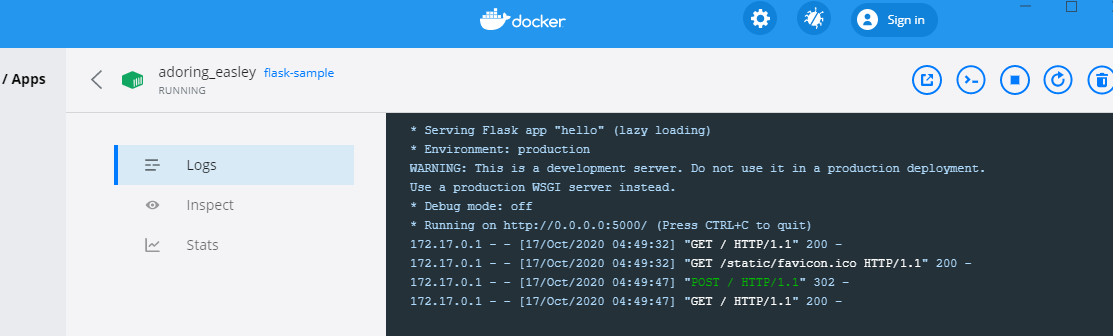 docker
Sign in
/ Apps
adoring_easley flask-sample
RUNNING
Logs
Inspect
Stats
* Serving Flask app "hello" (lazy loading)
* Environment: production
WARNING: This is a development server. Do not use it in a production deployment.
Use a production WSGI server instead.
* Debug mode: off
* Running on http://0.0.0.0:5000/ (Press CTRL+C to quit)
172.17.0.1 - - [17/Oct/2020 04:49:32] "GET / HTTP/1.1" 200 -
172.17.0.1 - - [17/Oct/2020 04:49:32] "GET /static/favicon.ico HTTP/1.1" 200 -
172.17.0.1 - - [17/Oct/2020 04:49:47] "POST / HTTP/1.1" 302 -
172.17.0.1 - - [17/Oct/2020 04:49:47] "GET / HTTP/1.1" 200 -